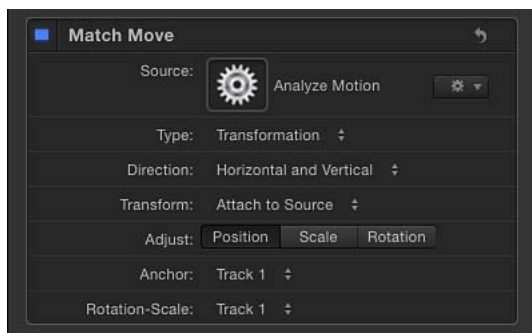 Match Move
Source: Analyze Motion
Type: Transformation
Direction: Horizontal and Vertical
Transform: Attach to Source
Adjust: Position Scale Rotation
Anchor: Track 1
Rotation-Scale: Track 1